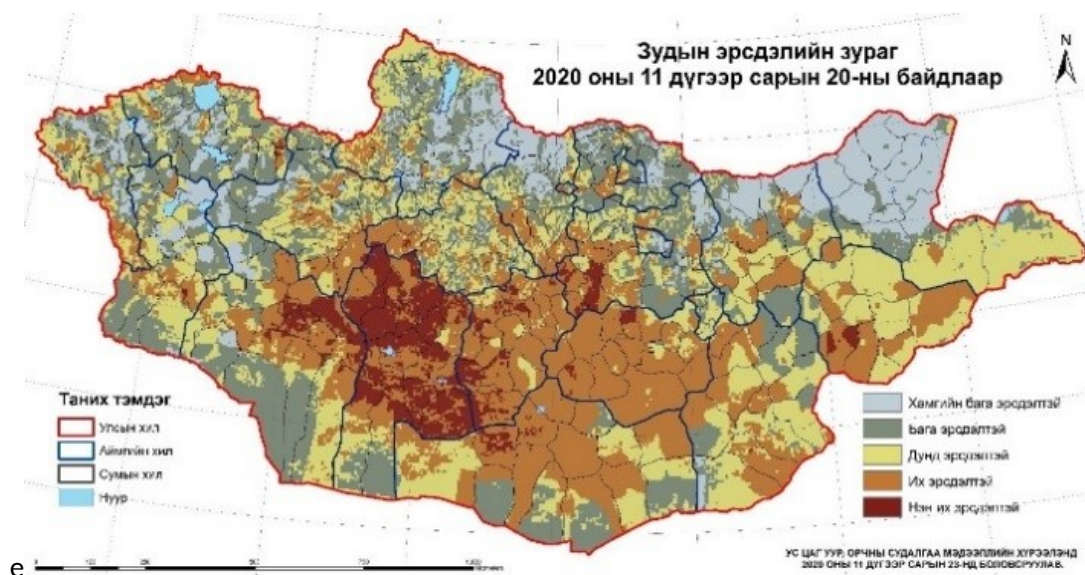 Зудын эрсдэлийн зураг
2020 оны 11 дүгээр сарын 20-ны байдлаар
N
Таних тэмдэг
Улсын хил
Аймгийн хил
Сумын хил
Нуур
Хамгийн бага эрсдэлтэй
Бага эрсдэлтэй
Дунд эрсдэлтэй
Их эрсдэлтэй
Нэн их эрсдэлтэй
УС ЦАГ УУР, ОРЧНЫ СУДАЛГАА МЭДЭЭЛЛИЙН ХҮРЭЭЛЭНД
2020 ОНЫ 11 ДҮГЭЭР САРЫН 23-НД БОЛОВСРУУЛАВ.
е